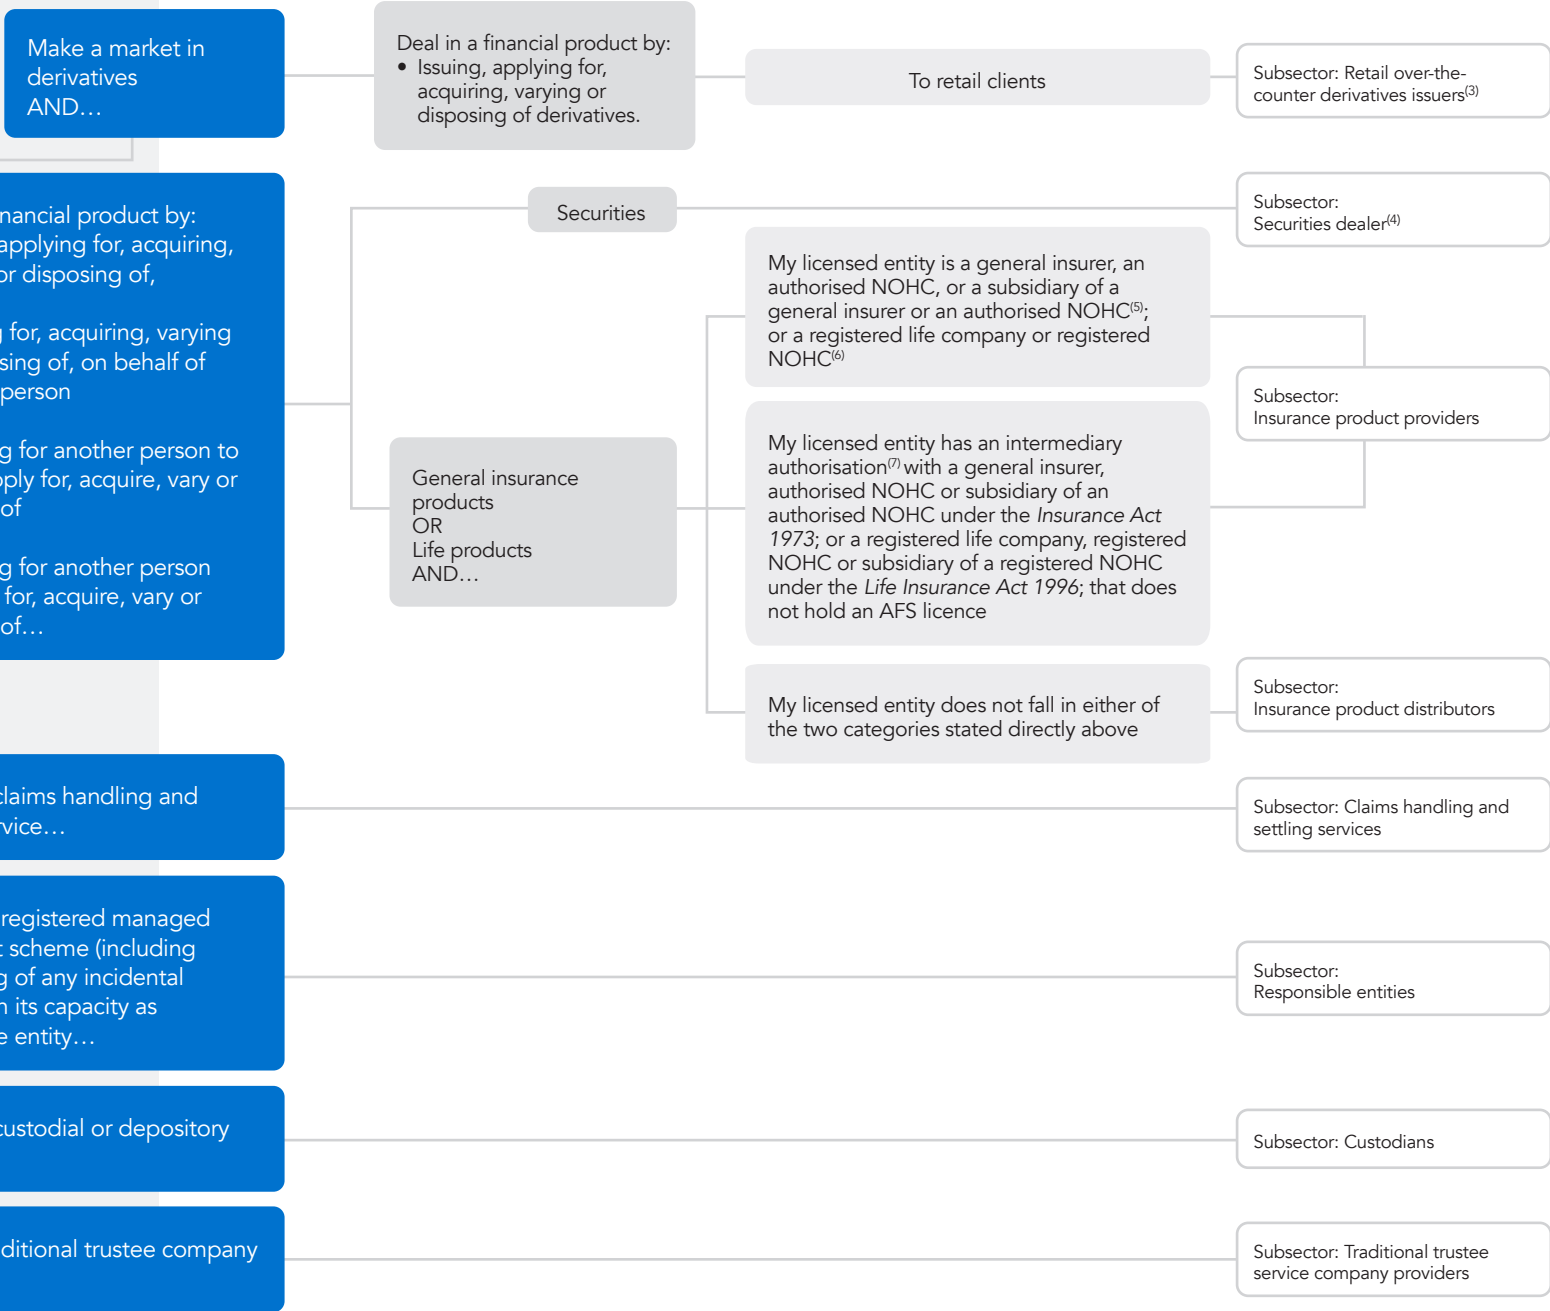 Make a market in
derivatives
AND…
Deal in a financial product by:
• Issuing, applying for,
acquiring, varying or
disposing of derivatives.
To retail clients
Subsector: Retail over-the-
counter derivatives issuers(3)
nancial product by:
applying for, acquiring,
or disposing of,
g for, acquiring, varying
sing of, on behalf of
person
g for another person to
ply for, acquire, vary or
of
g for another person
for, acquire, vary or
of…
Securities
Subsector:
Securities dealer(4)
General insurance
products
OR
Life products
AND…
My licensed entity is a general insurer, an
authorised NOHC, or a subsidiary of a
general insurer or an authorised NOHC(5);
or a registered life company or registered
NOHC(6)
My licensed entity has an intermediary
authorisation(7) with a general insurer,
authorised NOHC or subsidiary of an
authorised NOHC under the Insurance Act
1973; or a registered life company, registered
NOHC or subsidiary of a registered NOHC
under the Life Insurance Act 1996; that does
not hold an AFS licence
Subsector:
Insurance product providers
My licensed entity does not fall in either of
the two categories stated directly above
Subsector:
Insurance product distributors
claims handling and
rvice…
Subsector: Claims handling and
settling services
registered managed
t scheme (including
g of any incidental
n its capacity as
e entity…
Subsector:
Responsible entities
custodial or depository
Subsector: Custodians
ditional trustee company
Subsector: Traditional trustee
service company providers